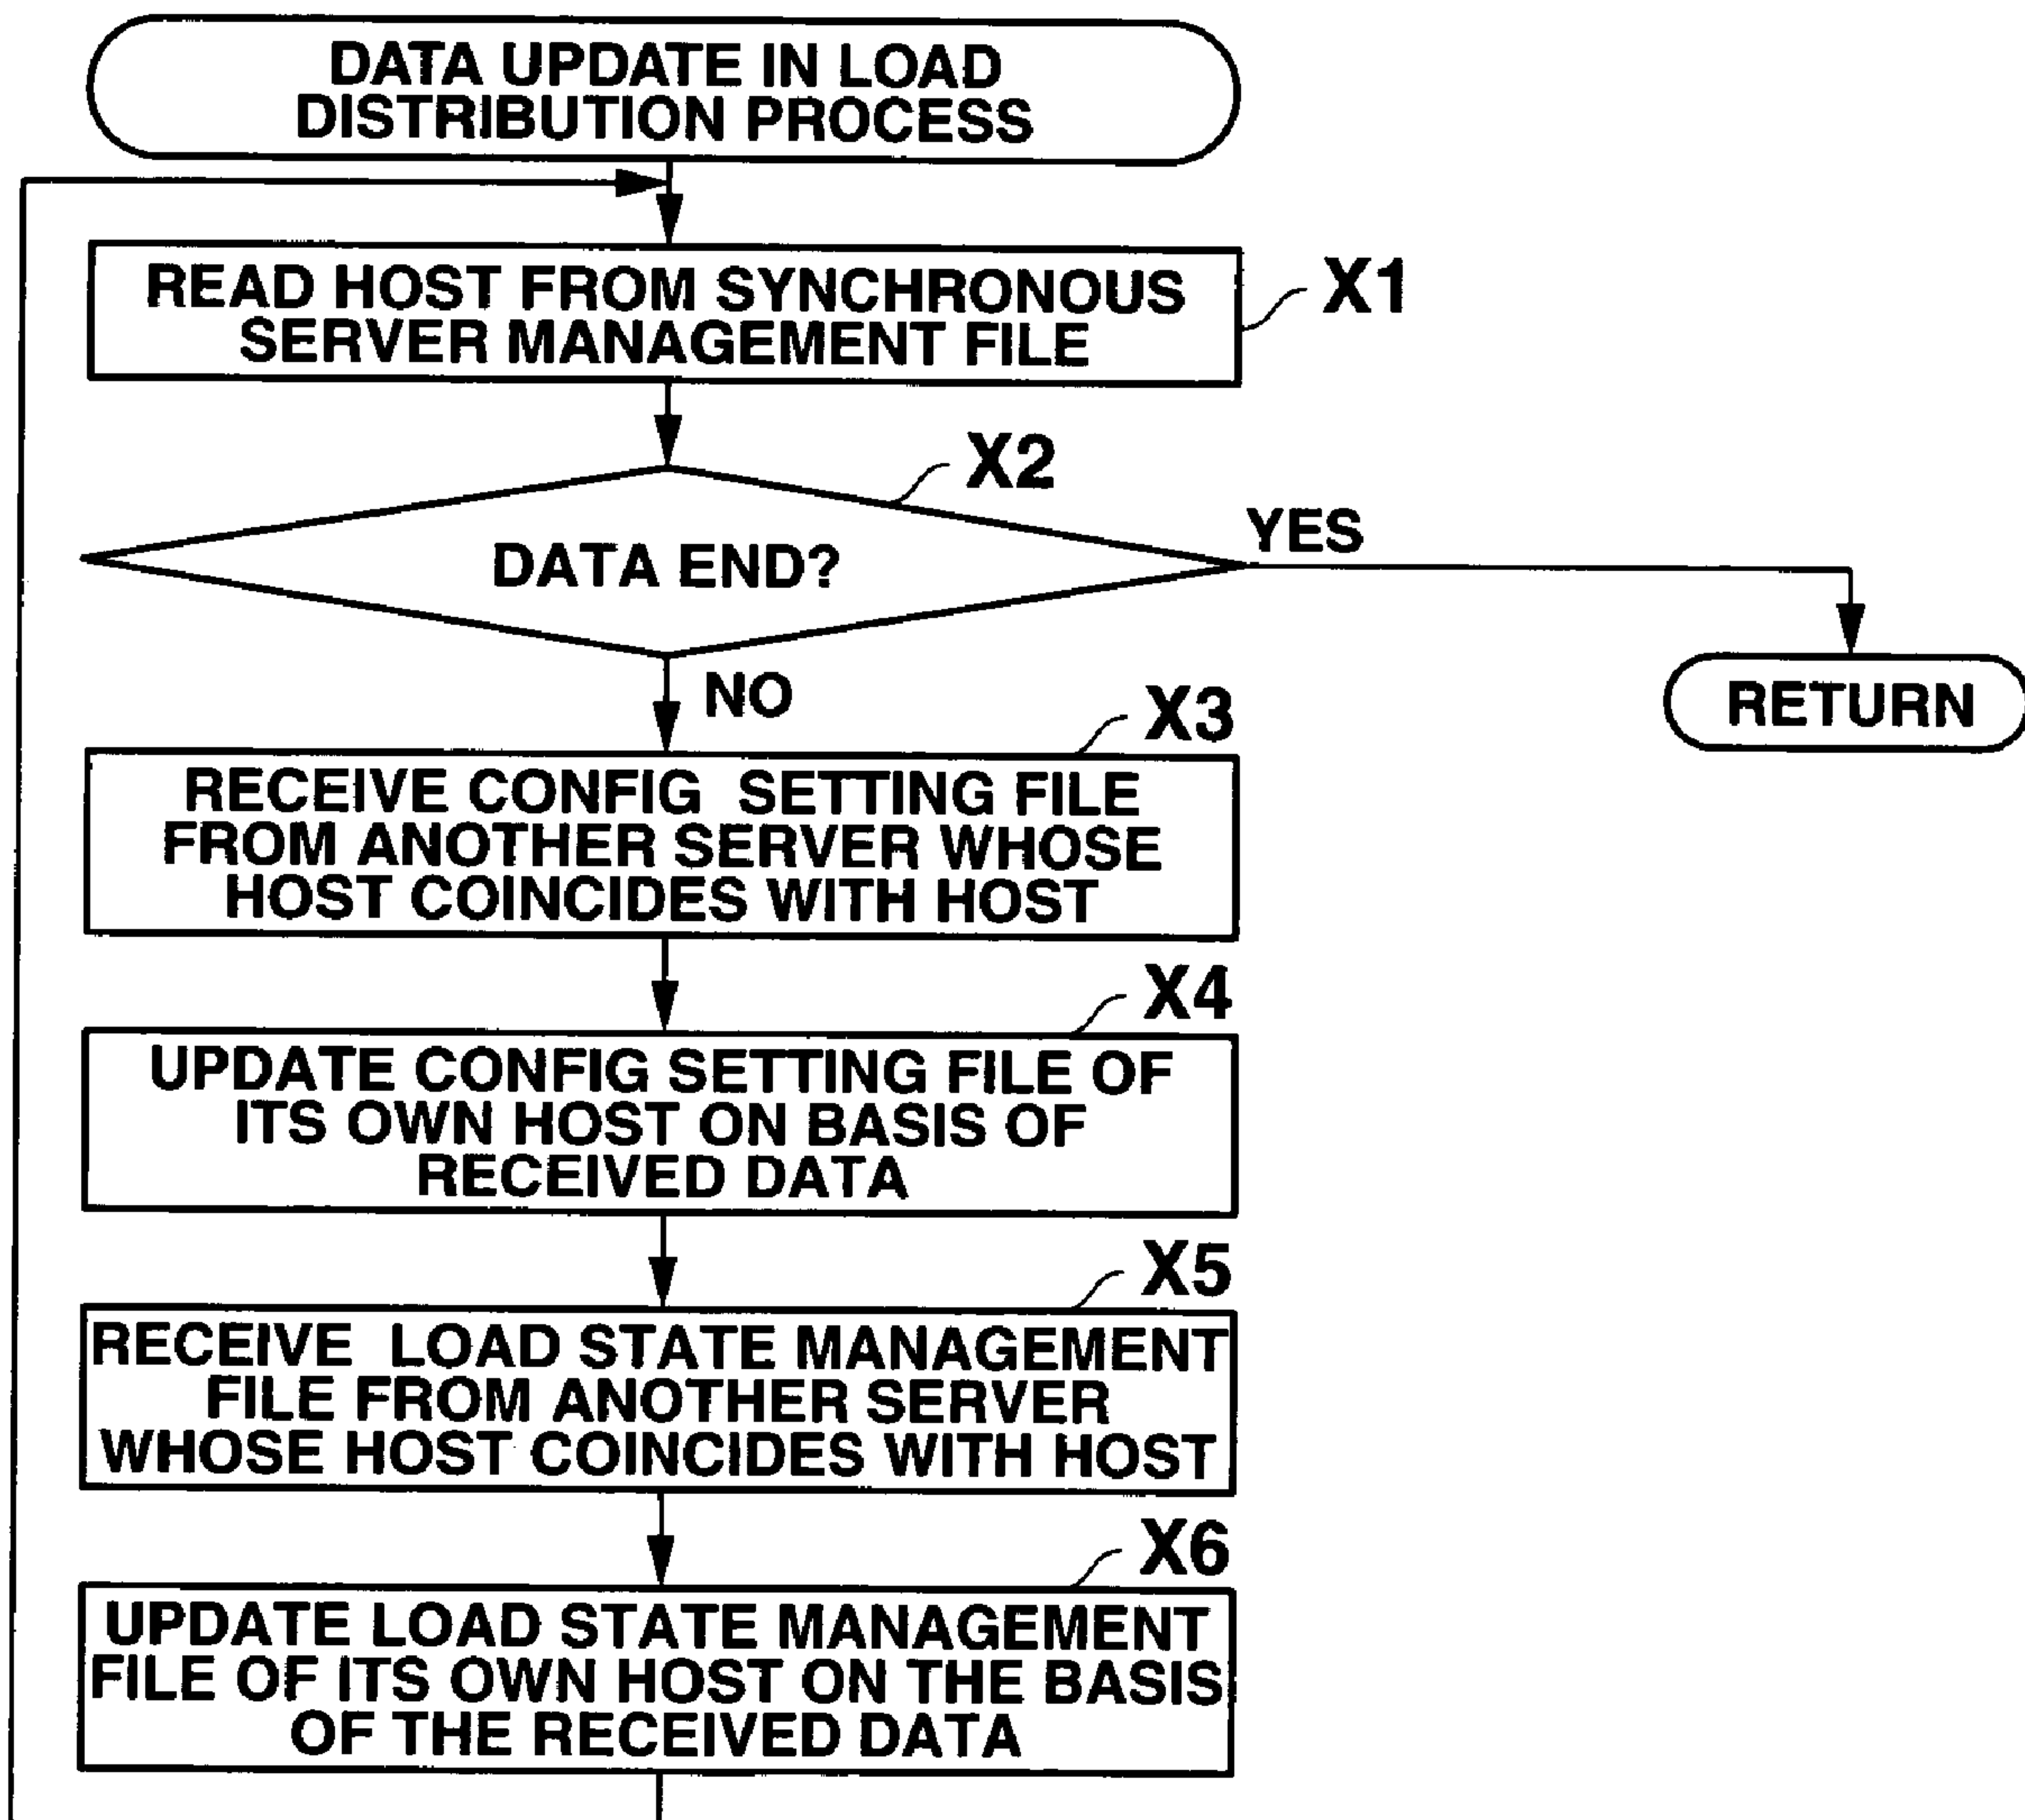 DATA UPDATE IN LOAD
DISTRIBUTION PROCESS
READ HOST FROM SYNCHRONOUS
SERVER MANAGEMENT FILE
X1
X2
DATA END?
YES
NO
RETURN
X3
RECEIVE CONFIG SETTING FILE
FROM ANOTHER SERVER WHOSE
HOST COINCIDES WITH HOST
X4
UPDATE CONFIG SETTING FILE OF
ITS OWN HOST ON BASIS OF
RECEIVED DATA
X5
RECEIVE LOAD STATE MANAGEMENT
FILE FROM ANOTHER SERVER
WHOSE HOST COINCIDES WITH HOST
X6
UPDATE LOAD STATE MANAGEMENT
FILE OF ITS OWN HOST ON THE BASIS
OF THE RECEIVED DATA